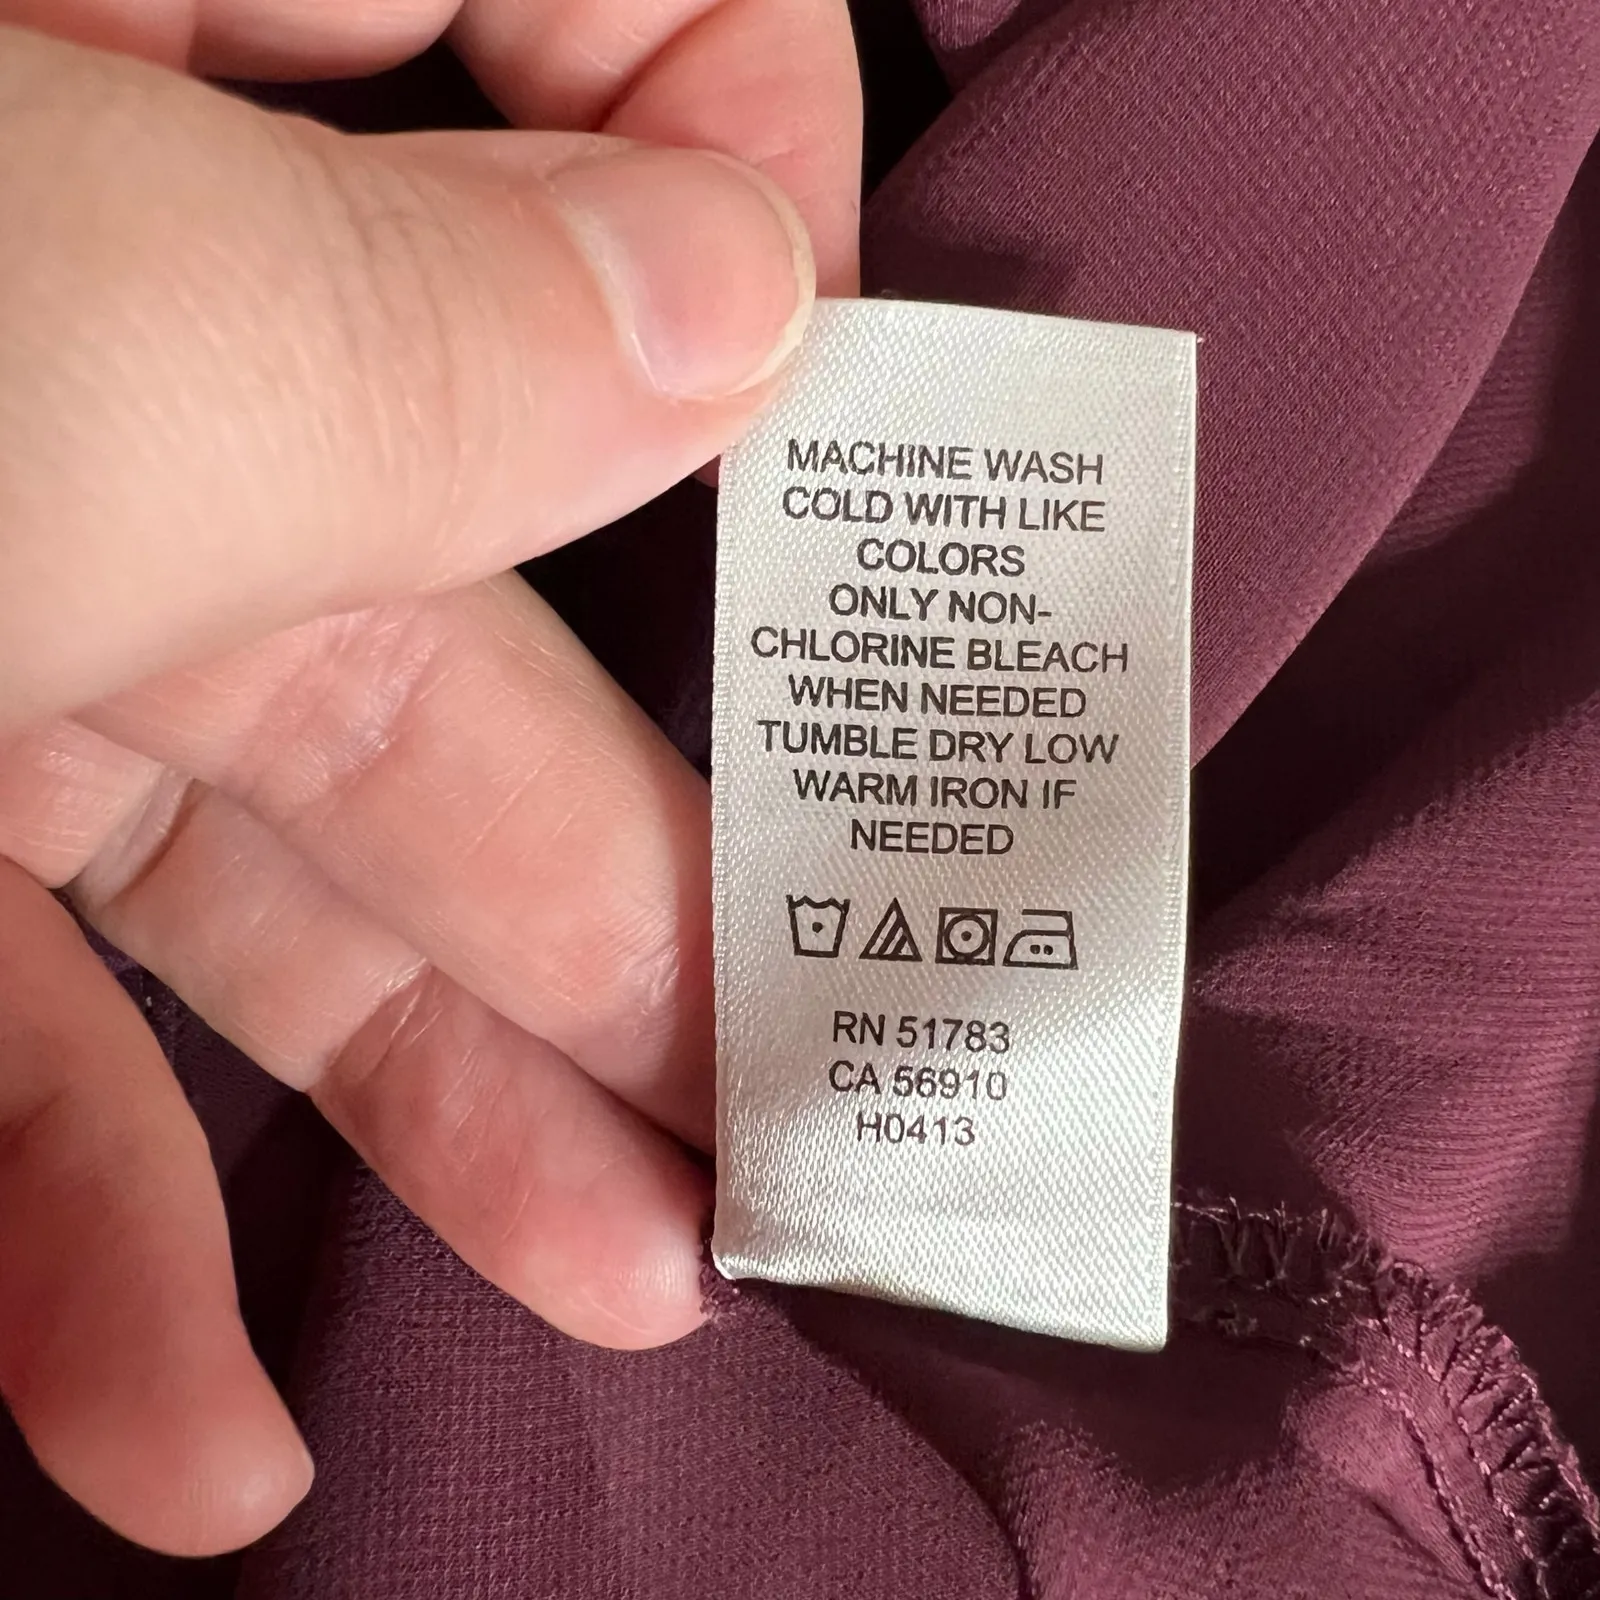 MACHINE WASH
COLD WITH LIKE
COLORS
ONLY NON-
CHLORINE BLEACH
WHEN NEEDED
TUMBLE DRY LOW
WARM IRON IF
NEEDED
RN 51783
CA 56910
H0413